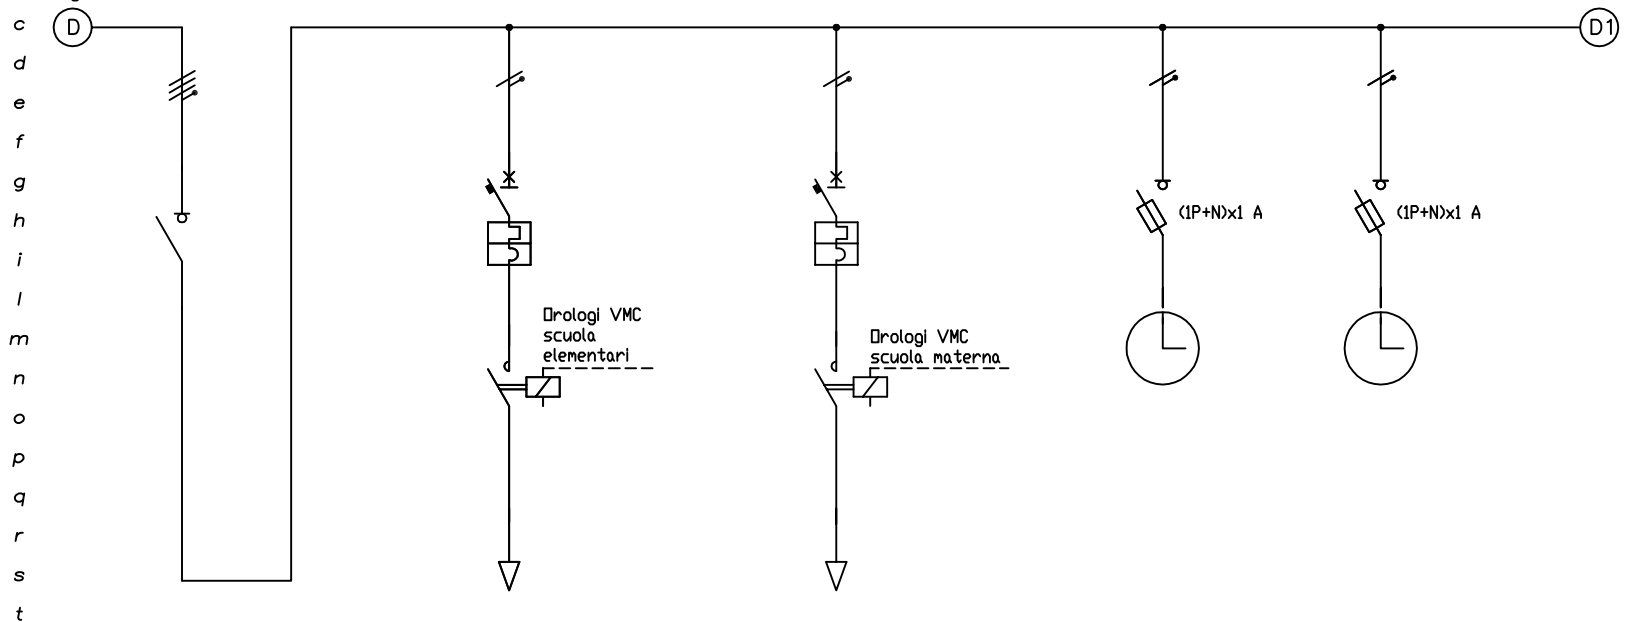 c
D
D1
d
e
f
g
h
(1P+N)x1 A
(1P+N)x1 A
i
l
Orologi VMC
scuola
elementari
Orologi VMC
scuola materna
m
n
o
p
q
r
s
t